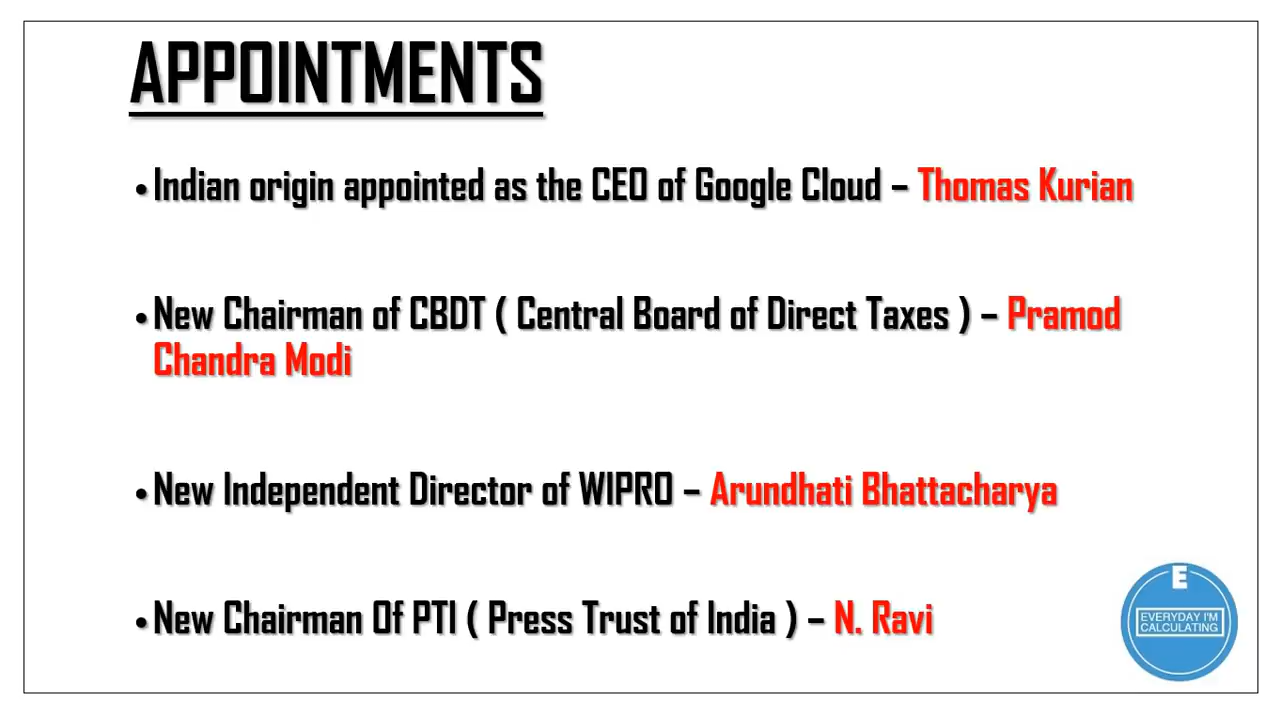 APPOINTMENTS
• Indian origin appointed as the CEO of Google Cloud – Thomas Kurian
• New Chairman of CBDT ( Central Board of Direct Taxes ) – Pramod
Chandra Modi
• New Independent Director of WIPRO – Arundhati Bhattacharya
• New Chairman Of PTI ( Press Trust of India ) – N. Ravi
E
EVERYDAY I'M
CALCULATING